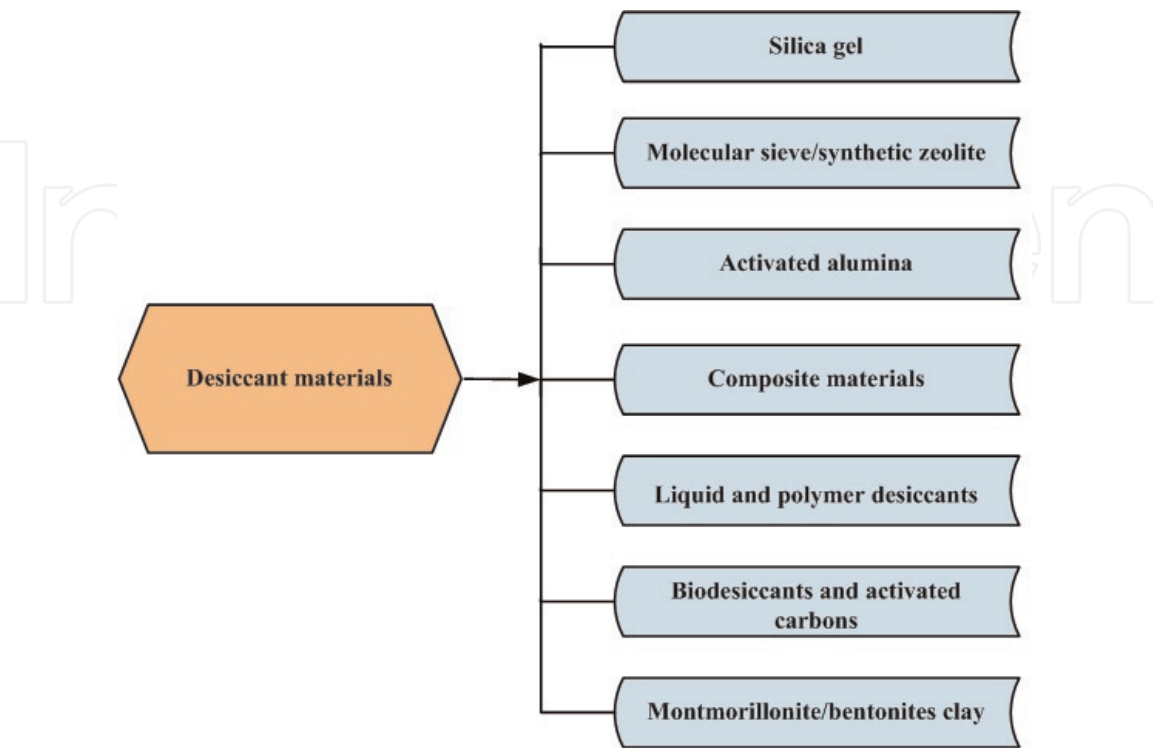 Silica gel
Molecular sieve/synthetic zeolite
Activated alumina
Desiccant materials
Composite materials
Liquid and polymer desiccants
Biodesiccants and activated
carbons
Montmorillonite/bentonites clay